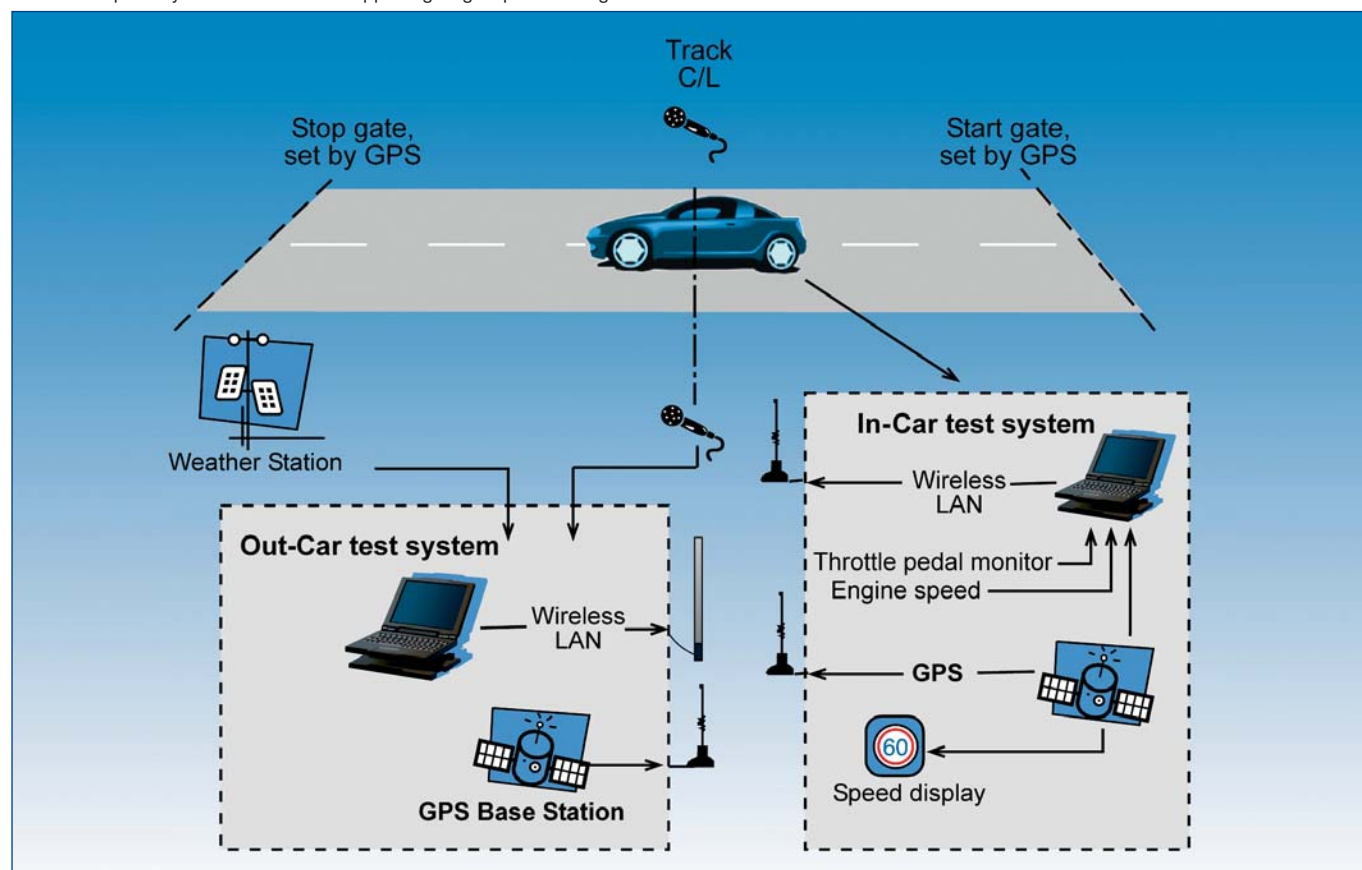 Track
C/L
Stop gate,
set by GPS
Start gate,
set by GPS
Weather Station
In-Car test system
Wireless
LAN
Throttle pedal monitor
Engine speed
GPS
60
Speed display
Out-Car test system
Wireless
LAN
GPS Base Station